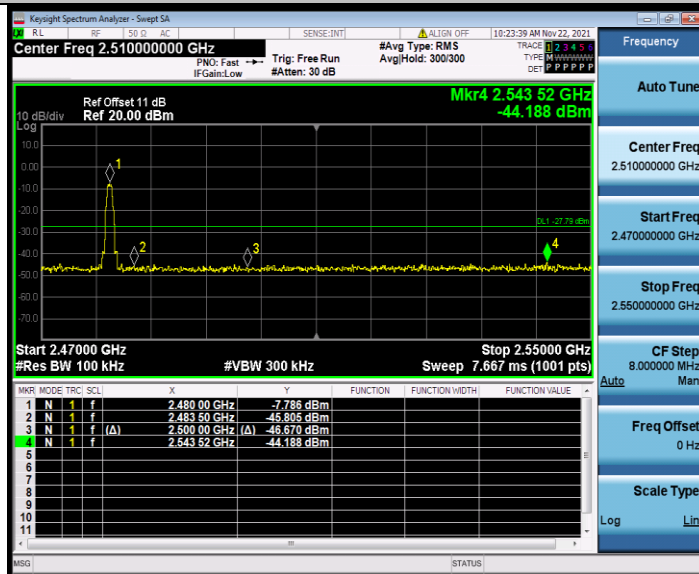 Keysight Spectrum Analyzer - Swept SA
LXI RL RF 50 Ω AC SENSE:INT ALIGN OFF 10:23:39 AM Nov 22, 2021
Center Freq 2.510000000 GHz
PNO: Fast
IFGain:Low
Trig: Free Run
#Atten: 30 dB
#Avg Type: RMS
Avg|Hold: 300/300
TRACE 1 2 3 4 5 6
TYPE M WWWWW
DET P P P P P P
Frequency
Auto Tune
Center Freq
2.510000000 GHz
Start Freq
2.470000000 GHz
Stop Freq
2.550000000 GHz
CF Step
8.000000 MHz
Auto Man
Freq Offset
0 Hz
Scale Type
Log Lin
Mkr4 2.543 52 GHz
-44.188 dBm
Ref Offset 11 dB
10 dB/div Ref 20.00 dBm
Log
10.0
0.00
-10.0
-20.0
-30.0
-40.0
-50.0
-60.0
-70.0
1
2
3
4
DL1 -27.79 dBm
Start 2.47000 GHz Stop 2.55000 GHz
#Res BW 100 kHz #VBW 300 kHz Sweep 7.667 ms (1001 pts)
MKR MODE TRC SCL X Y FUNCTION FUNCTION WIDTH FUNCTION VALUE
1 N 1 f 2.480 00 GHz -7.786 dBm
2 N 1 f 2.483 50 GHz -45.805 dBm
3 N 1 f (Δ) 2.500 00 GHz (Δ) -46.670 dBm
4 N 1 f 2.543 52 GHz -44.188 dBm
5
6
7
8
9
10
11
MSG STATUS